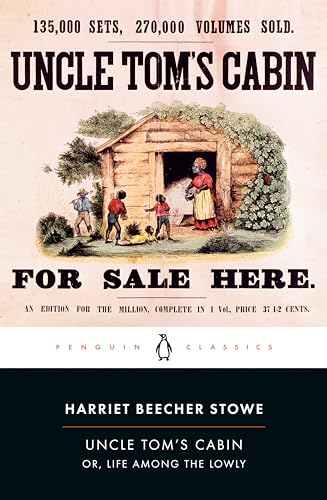 135,000 SETS, 270,000 VOLUMES SOLD.
UNCLE TOM'S CABIN
FOR SALE HERE.
AN EDITION FOR THE MILLION, COMPLETE IN 1 Vol., PRICE 37 1-2 CENTS.
PENGUIN CLASSICS
HARRIET BEECHER STOWE
UNCLE TOM'S CABIN
OR, LIFE AMONG THE LOWLY